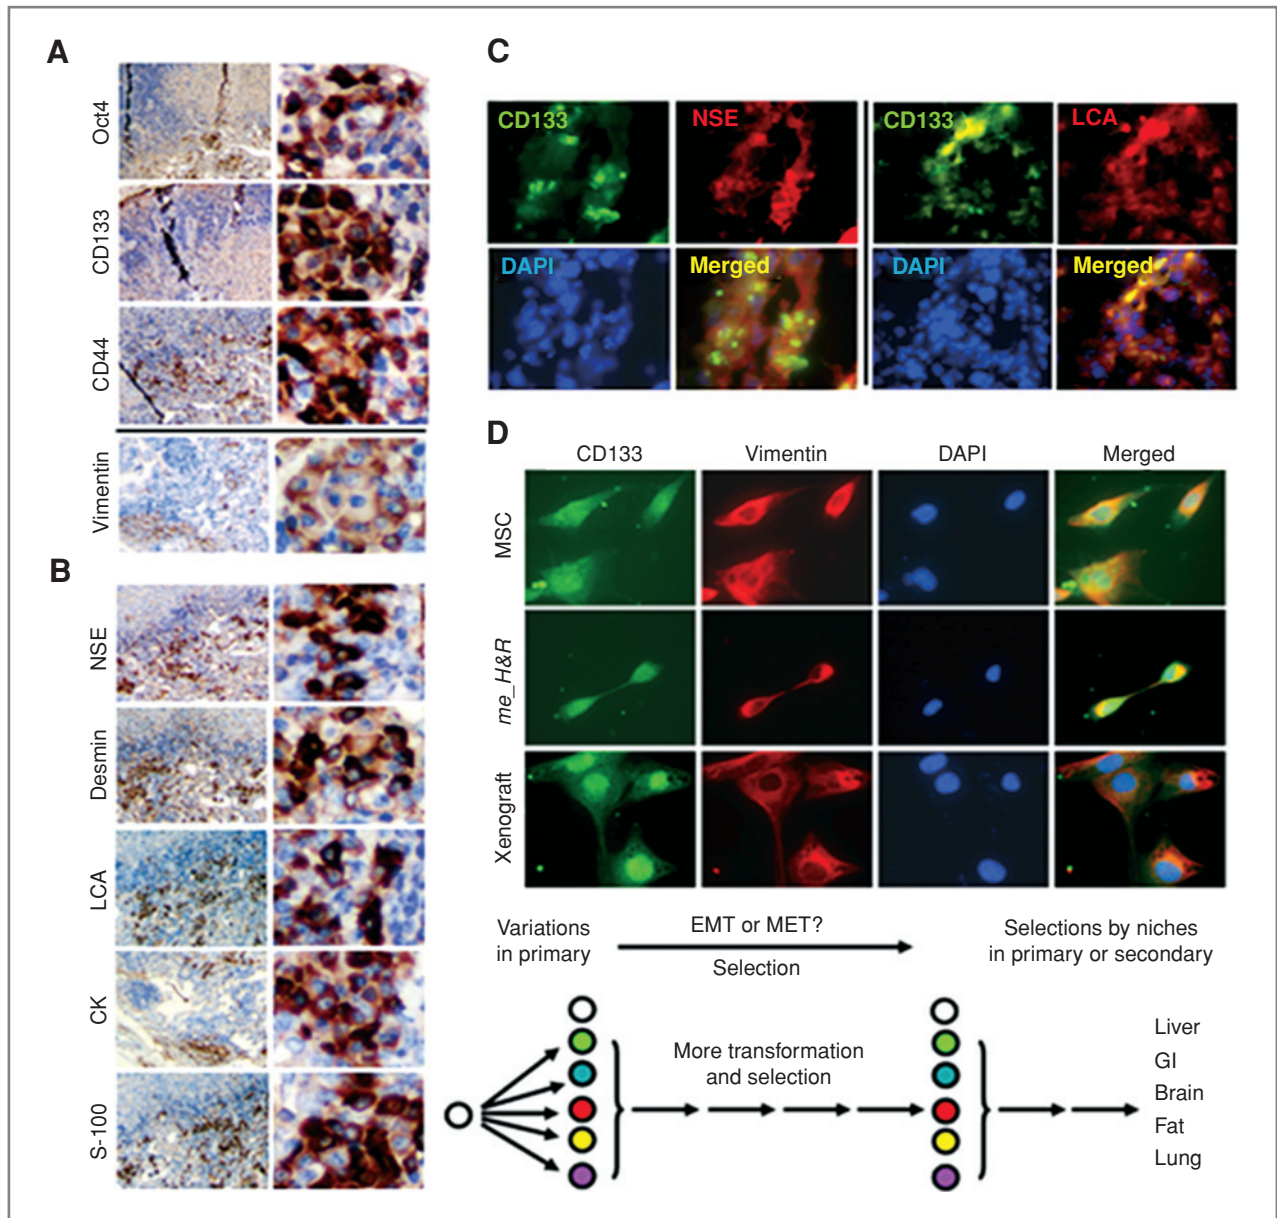 A
Oct4
CD133
CD44
Vimentin
B
NSE
Desmin
LCA
CK
S-100
C
CD133
NSE
CD133
LCA
DAPI
Merged
DAPI
Merged
D
CD133
Vimentin
DAPI
Merged
MSC
me_H&R
Xenograft
Variations
in primary
EMT or MET?
Selection
Selections by niches
in primary or secondary
More transformation
and selection
Liver
GI
Brain
Fat
Lung